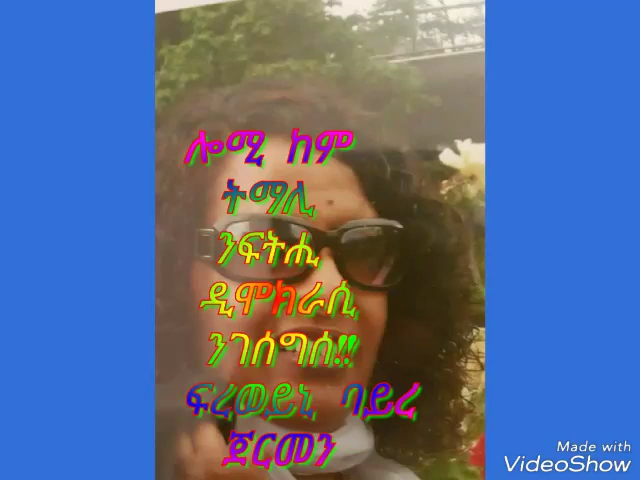 ሎሚ ከም
ትማሊ
ንፍትሒ
ዲሞክራሲ
ንገሰግሰ!!
ፍረወይኒ ባይረ
ጀርመን
Made with
VideoShow